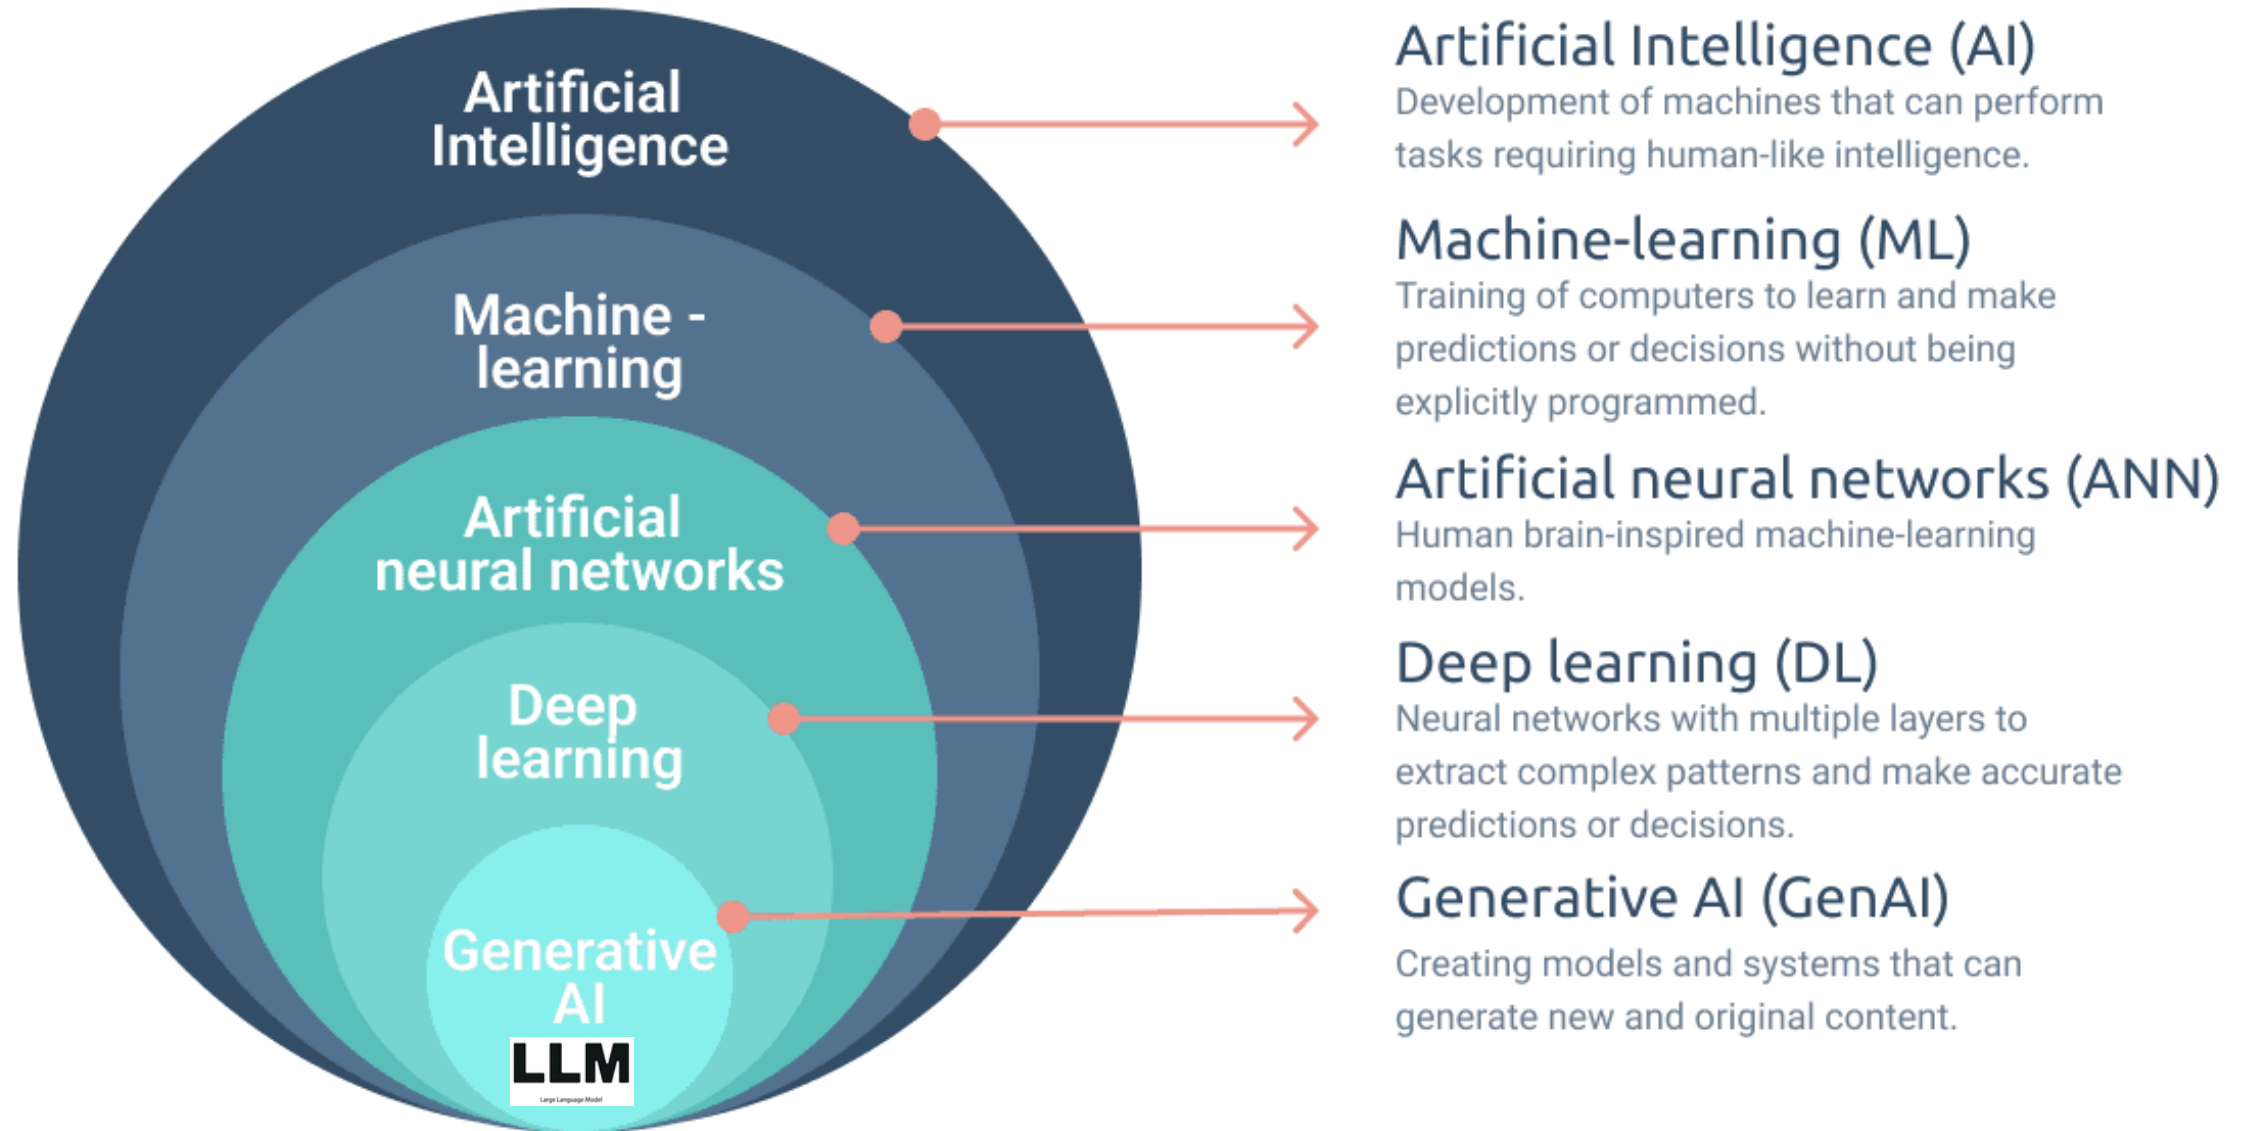 Artificial
Intelligence
Machine -
learning
Artificial
neural networks
Deep
learning
Generative
AI
LLM
Large Language Model
Artificial Intelligence (AI)
Development of machines that can perform
tasks requiring human-like intelligence.
Machine-learning (ML)
Training of computers to learn and make
predictions or decisions without being
explicitly programmed.
Artificial neural networks (ANN)
Human brain-inspired machine-learning
models.
Deep learning (DL)
Neural networks with multiple layers to
extract complex patterns and make accurate
predictions or decisions.
Generative AI (GenAI)
Creating models and systems that can
generate new and original content.